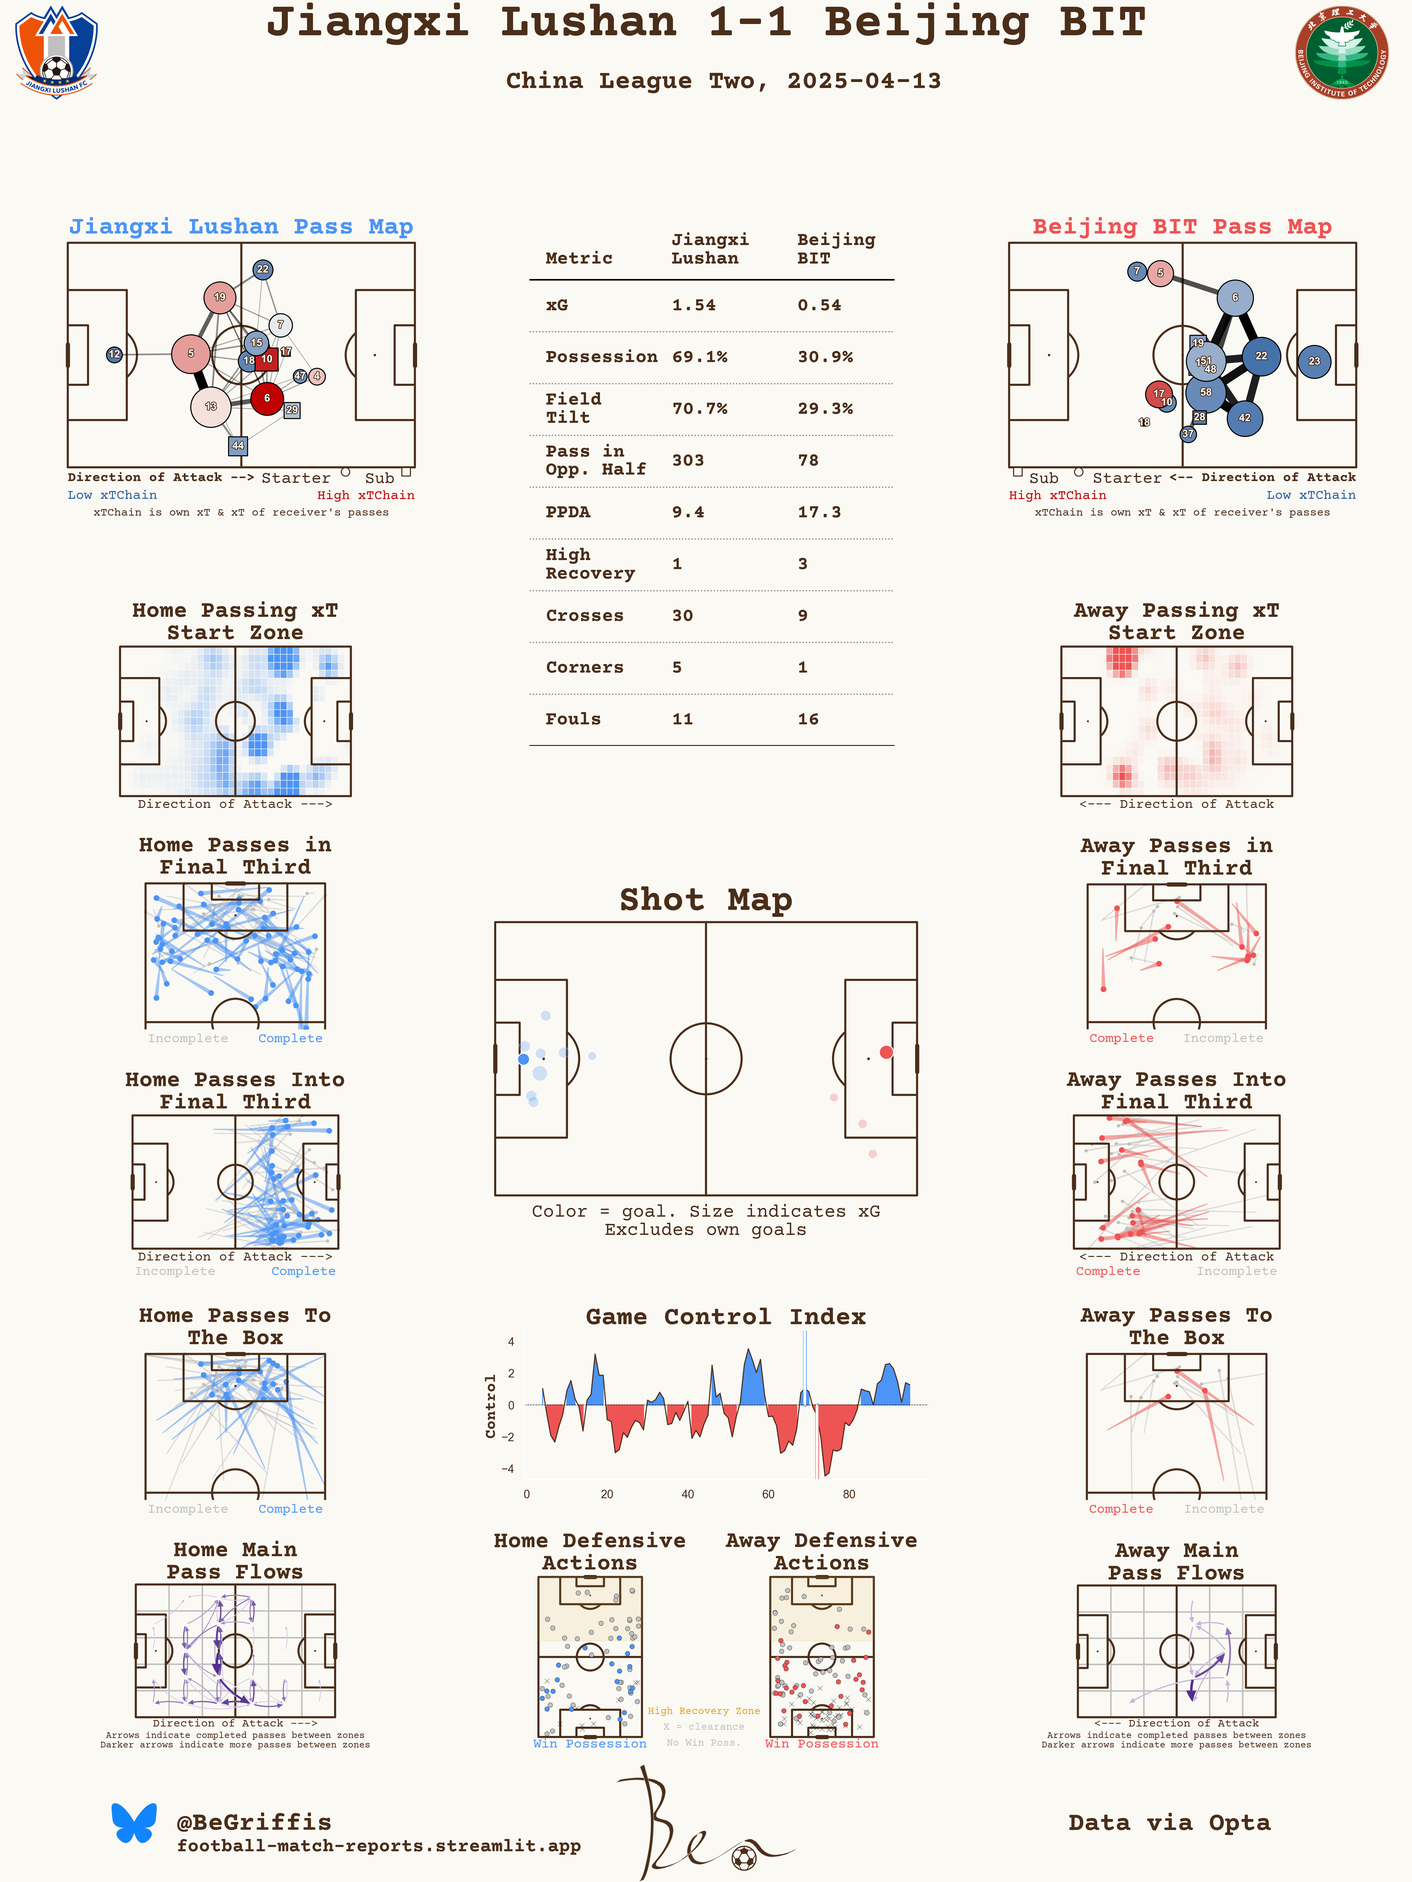 Jiangxi Lushan 1-1 Beijing BIT
China League Two, 2025-04-13
JIANGXI LUSHAN FC
北京理工大学
BEIJING INSTITUTE OF TECHNOLOGY
1940
Jiangxi Lushan Pass Map
22
19
7
15
5
12
18
10
17
47
4
6
13
29
44
Direction of Attack -->
Starter
Sub
Low xTChain
High xTChain
xTChain is own xT & xT of receiver's passes
Metric
Jiangxi Lushan
Beijing BIT
xG 1.54 0.54
Possession 69.1% 30.9%
Field Tilt 70.7% 29.3%
Pass in Opp. Half 303 78
PPDA 9.4 17.3
High Recovery 1 3
Crosses 30 9
Corners 5 1
Fouls 11 16
Beijing BIT Pass Map
7
5
6
19
51
48
22
23
58
17
10
18
28
42
37
Sub
Starter
<-- Direction of Attack
High xTChain
Low xTChain
xTChain is own xT & xT of receiver's passes
Home Passing xT
Start Zone
Direction of Attack --->
Away Passing xT
Start Zone
<--- Direction of Attack
Home Passes in
Final Third
Incomplete
Complete
Away Passes in
Final Third
Complete
Incomplete
Shot Map
Color = goal. Size indicates xG
Excludes own goals
Home Passes Into
Final Third
Direction of Attack --->
Incomplete
Complete
Away Passes Into
Final Third
<--- Direction of Attack
Complete
Incomplete
Home Passes To
The Box
Incomplete
Complete
Game Control Index
Control
4
2
0
−2
−4
0
20
40
60
80
Away Passes To
The Box
Complete
Incomplete
Home Main
Pass Flows
Direction of Attack --->
Arrows indicate completed passes between zones
Darker arrows indicate more passes between zones
Home Defensive
Actions
Win Possession
High Recovery Zone
X = clearance
No Win Poss.
Away Defensive
Actions
Win Possession
Away Main
Pass Flows
<--- Direction of Attack
Arrows indicate completed passes between zones
Darker arrows indicate more passes between zones
@BeGriffis
football-match-reports.streamlit.app
Ben
Data via Opta